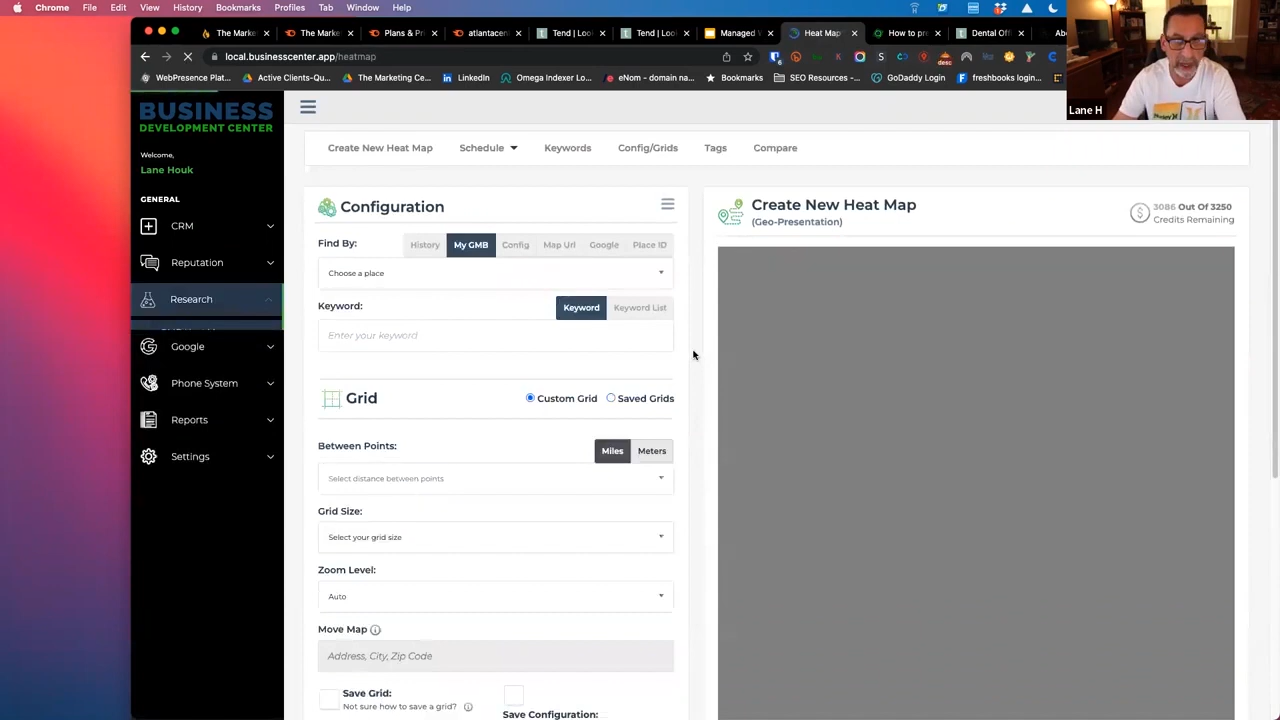 Chrome File Edit View History Bookmarks Profiles Tab Window Help
The Marke
The Marke
Plans & Pr
atlantacen
Tend | Loc
Tend | Loc
Managed V
Heat Map
How to pr
Dental Off
Abo
local.businesscenter.app/heatmap
WebPresence Plat...
Active Clients-Qu...
The Marketing Ce...
LinkedIn
Omega Indexer Lo...
eNom - domain na...
Bookmarks
SEO Resources -...
GoDaddy Login
freshbooks login...
Lane H
BUSINESS
DEVELOPMENT CENTER
Welcome,
Lane Houk
GENERAL
CRM
Reputation
Research
Google
Phone System
Reports
Settings
Create New Heat Map Schedule Keywords Config/Grids Tags Compare
Configuration
Find By:
History My GMB Config Map Url Google Place ID
Choose a place
Keyword:
Keyword Keyword List
Enter your keyword
Grid
Custom Grid Saved Grids
Between Points:
Miles Meters
Select distance between points
Grid Size:
Select your grid size
Zoom Level:
Auto
Move Map
Address, City, Zip Code
Save Grid:
Not sure how to save a grid?
Save Configuration:
Create New Heat Map
(Geo-Presentation)
3086 Out Of 3250
Credits Remaining